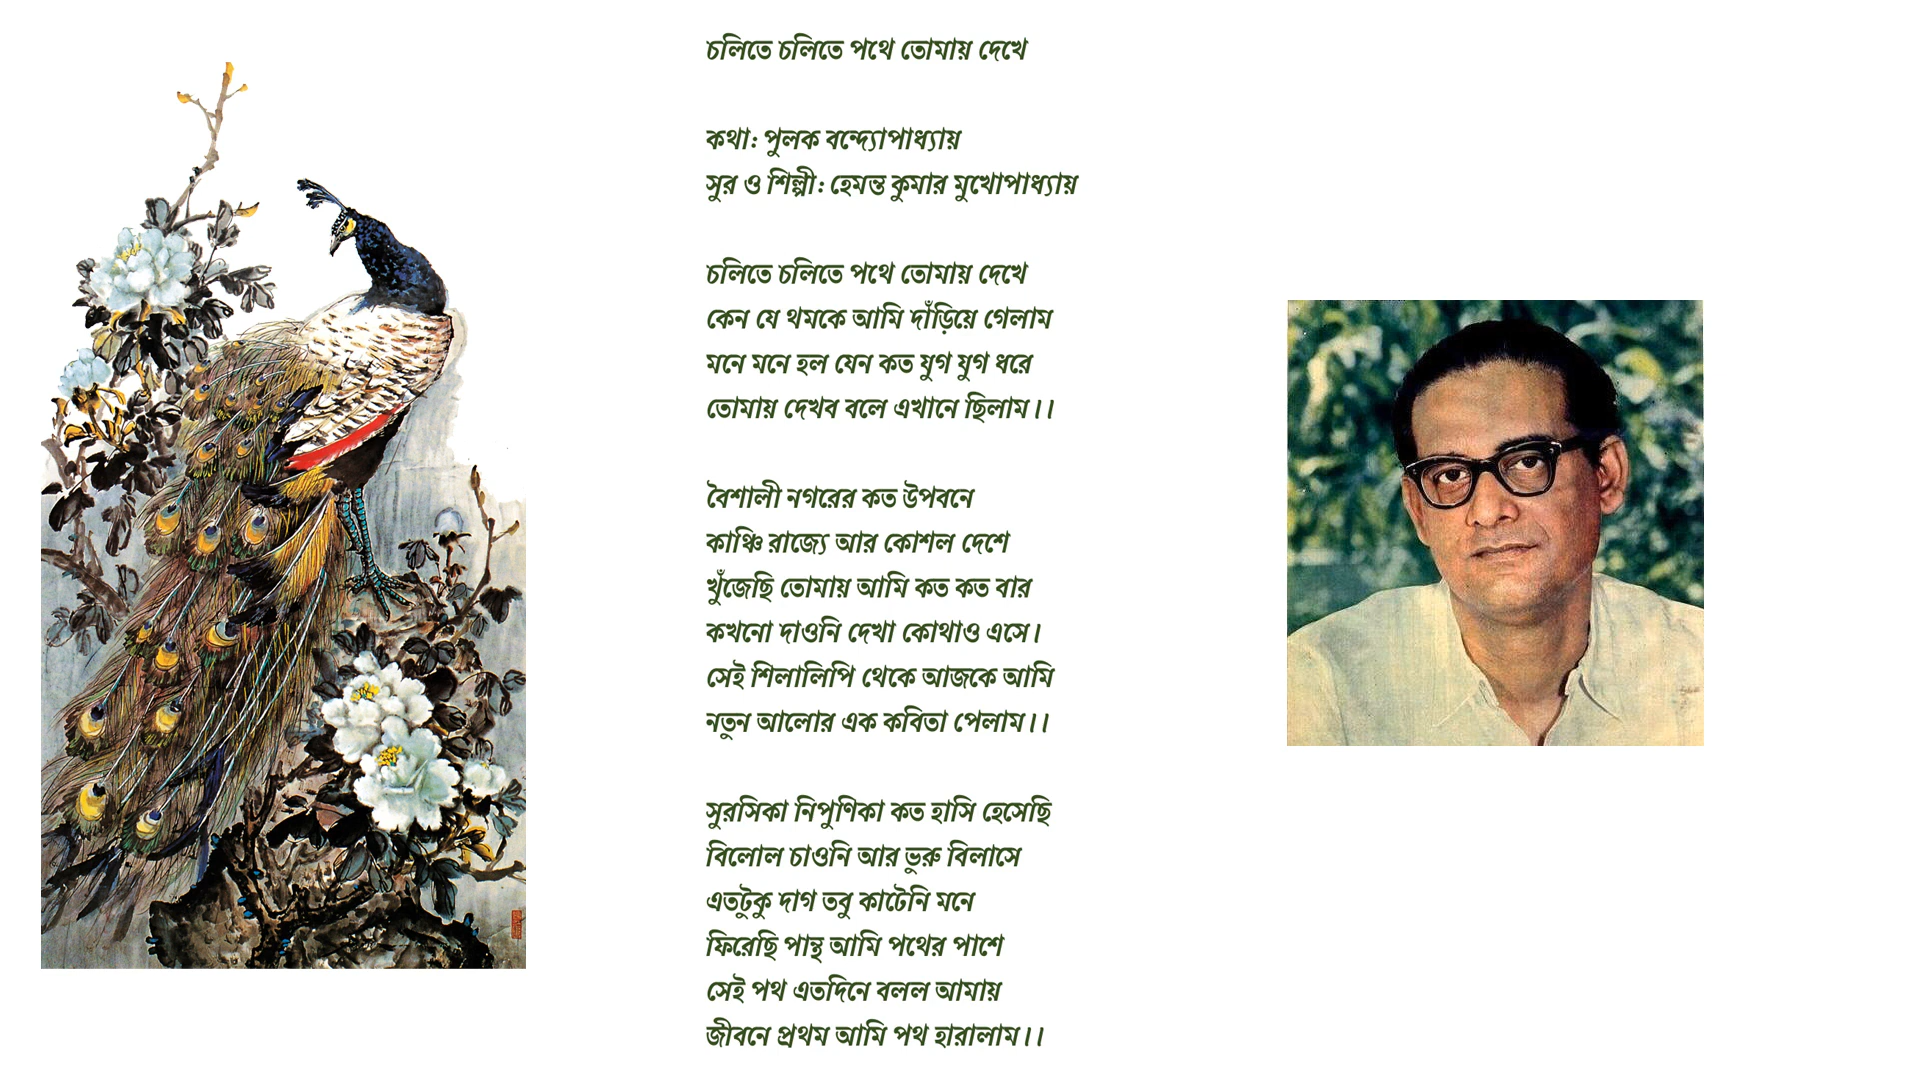 চলিতে চলিতে পথে তোমায় দেখে
কথা: পুলক বন্দ্যোপাধ্যায়
সুর ও শিল্পী: হেমন্ত কুমার মুখোপাধ্যায়
চলিতে চলিতে পথে তোমায় দেখে
কেন যে থমকে আমি দাঁড়িয়ে গেলাম
মনে মনে হল যেন কত যুগ যুগ ধরে
তোমায় দেখব বলে এখানে ছিলাম।।
বৈশালী নগরের কত উপবনে
কাঞ্চি রাজ্যে আর কোশল দেশে
খুঁজেছি তোমায় আমি কত কত বার
কখনো দাওনি দেখা কোথাও এসে।
সেই শিলালিপি থেকে আজকে আমি
নতুন আলোর এক কবিতা পেলাম।।
সুরসিকা নিপুণিকা কত হাসি হেসেছি
বিলোল চাওনি আর ভুরু বিলাসে
এতটুকু দাগ তবু কাটেনি মনে
ফিরেছি পান্থ আমি পথের পাশে
সেই পথ এতদিনে বলল আমায়
জীবনে প্রথম আমি পথ হারালাম।।